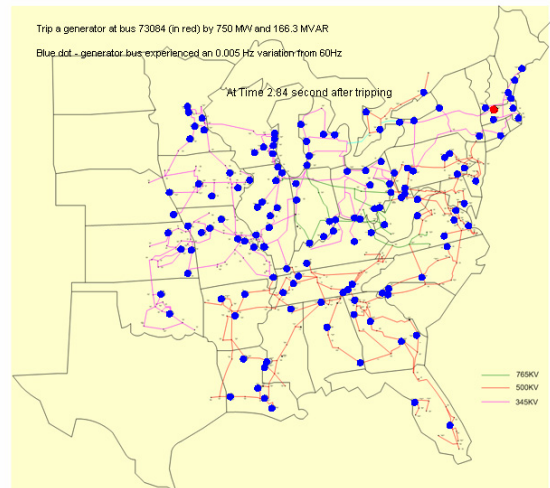 Trip a generator at bus 73084 (in red) by 750 MW and 166.3 MVAR
Blue dot - generator bus experienced an 0.005 Hz variation from 60Hz
At Time 2.84 second after tripping
765KV
500KV
345KV